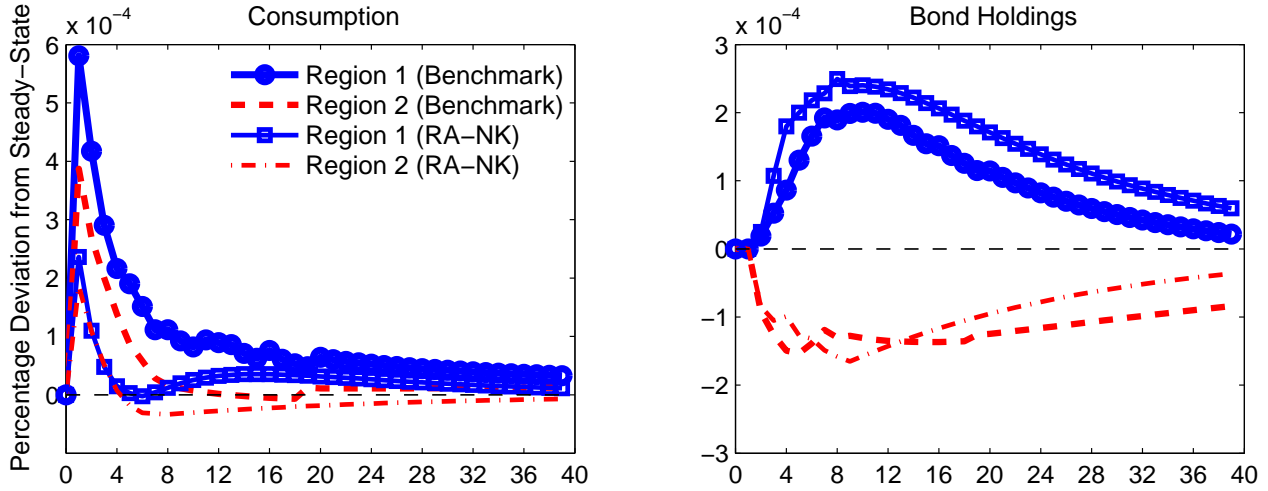 Consumption
x 10−4
Percentage Deviation from Steady−State
6
5
4
3
2
1
0
0 4 8 12 16 20 24 28 32 36 40
Region 1 (Benchmark)
Region 2 (Benchmark)
Region 1 (RA−NK)
Region 2 (RA−NK)
Bond Holdings
x 10−4
3
2
1
0
−1
−2
−3
0 4 8 12 16 20 24 28 32 36 40